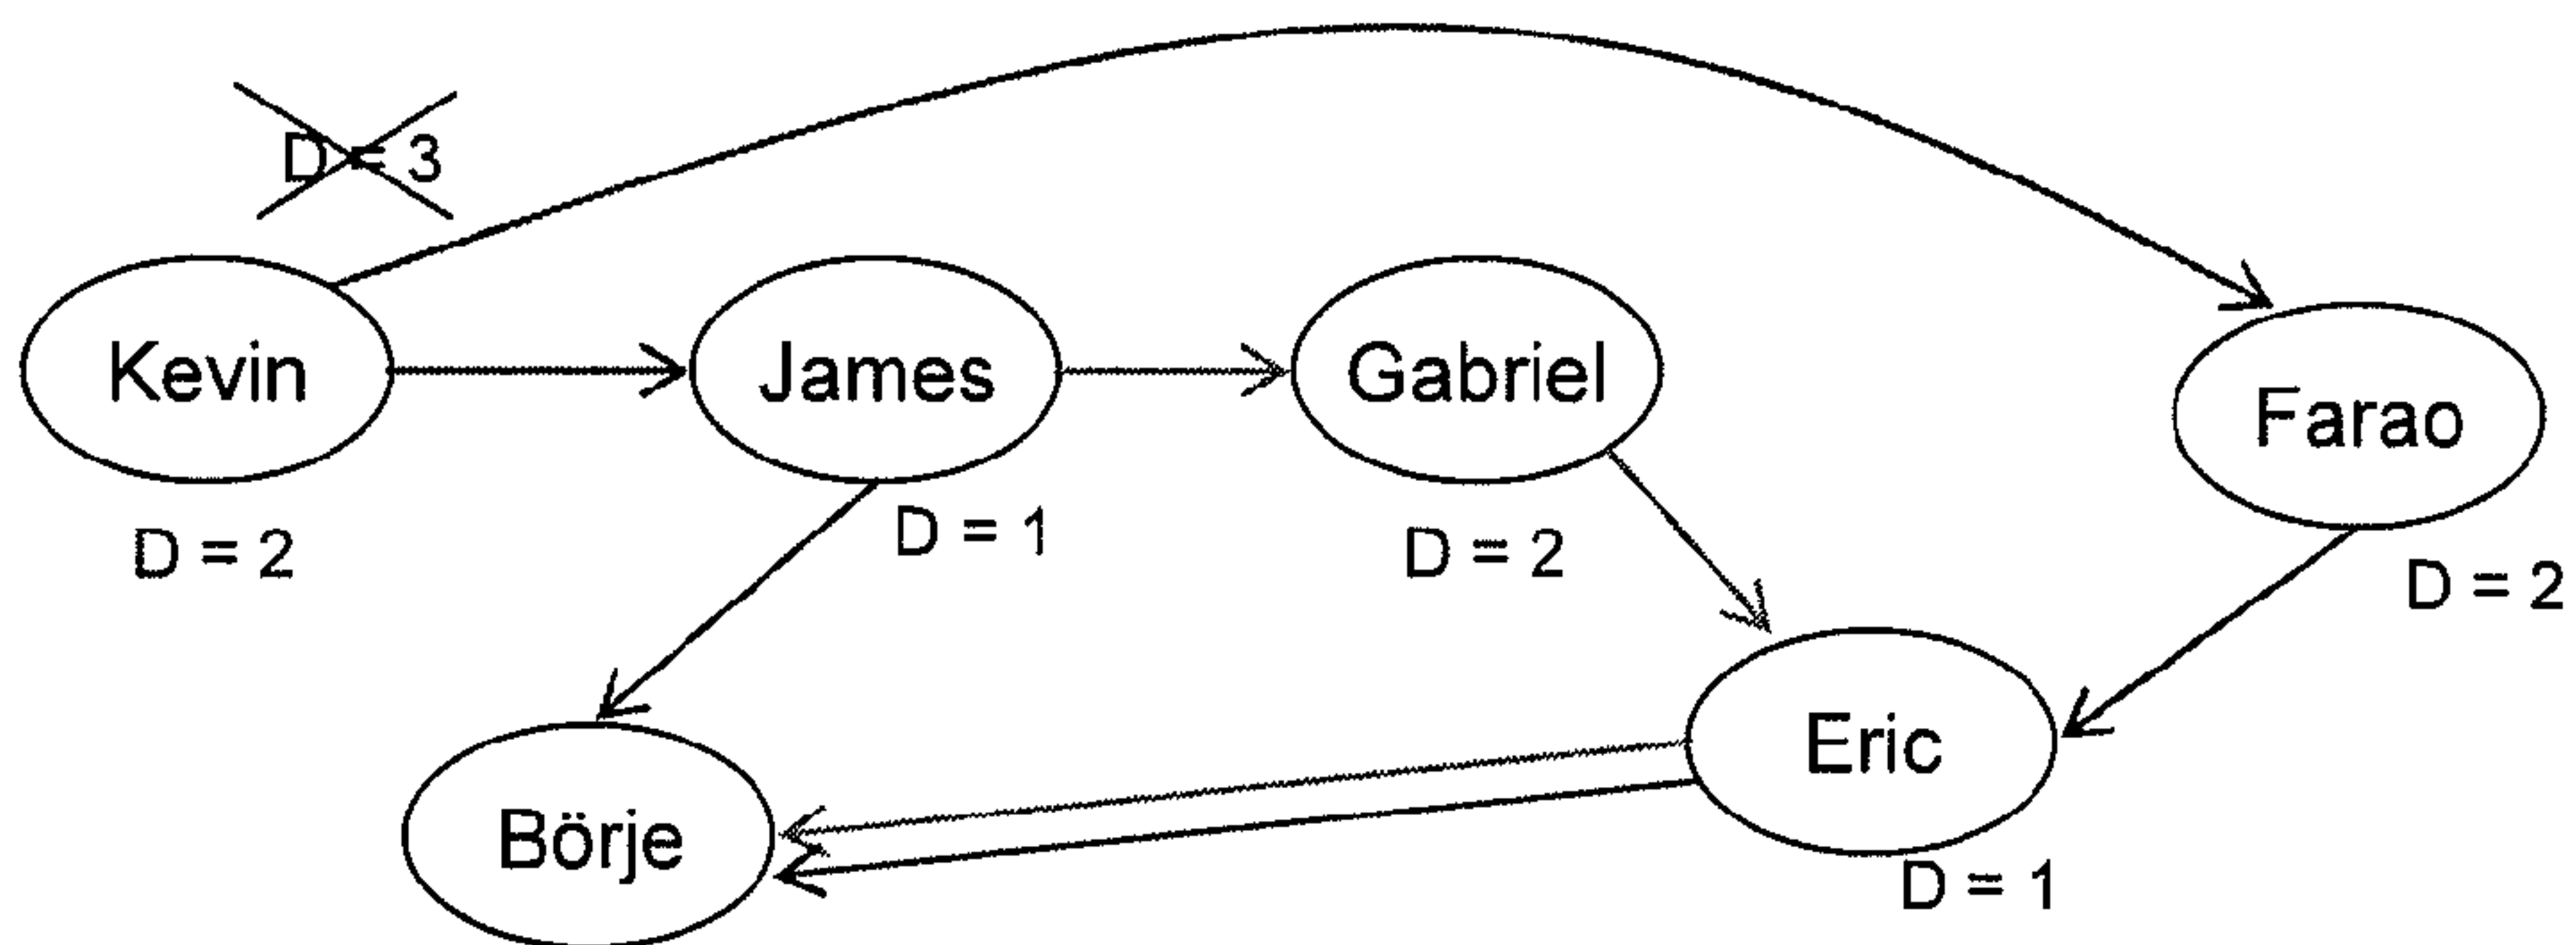 D = 3
Kevin
James
Gabriel
Farao
D = 2
D = 1
D = 2
D = 2
Eric
Börje
D = 1